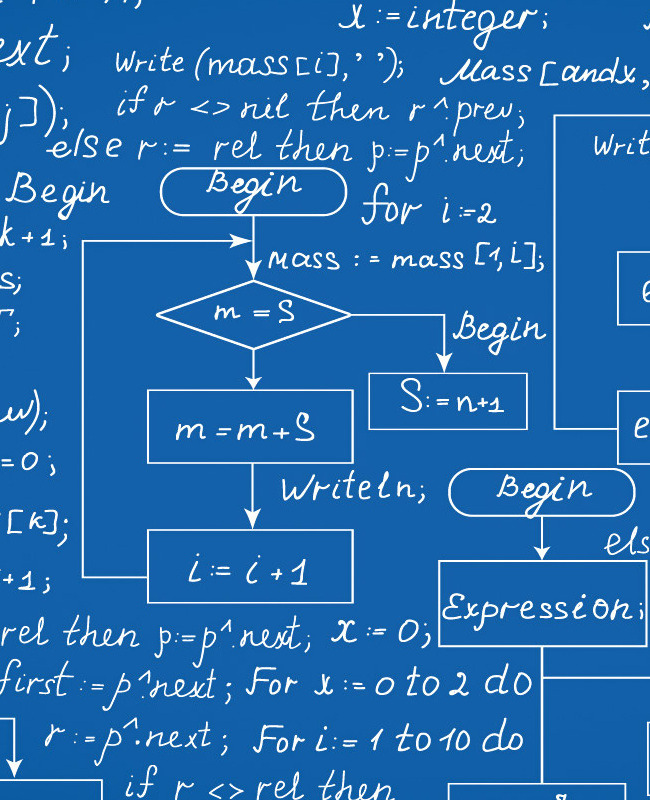 x := integer;
ext;
Write (mass[i],' ');
Mass [andx,
if r <> nil then r^.prev;
j]);
else r := rel then p:=p^.next;
Writ
Begin
Begin
for i :=2
k +1;
Mass := mass [1,i];
s;
m = S
Begin
S := n+1
m = m + S
= 0 ;
Writeln;
Begin
[k];
els
i := i +1
+1 ;
Expression;
rel then p:=p^.next; x := 0;
first := p^.next ; For x := 0 to 2 do
r := p^.next ; For i := 1 to 10 do
if r <> rel then